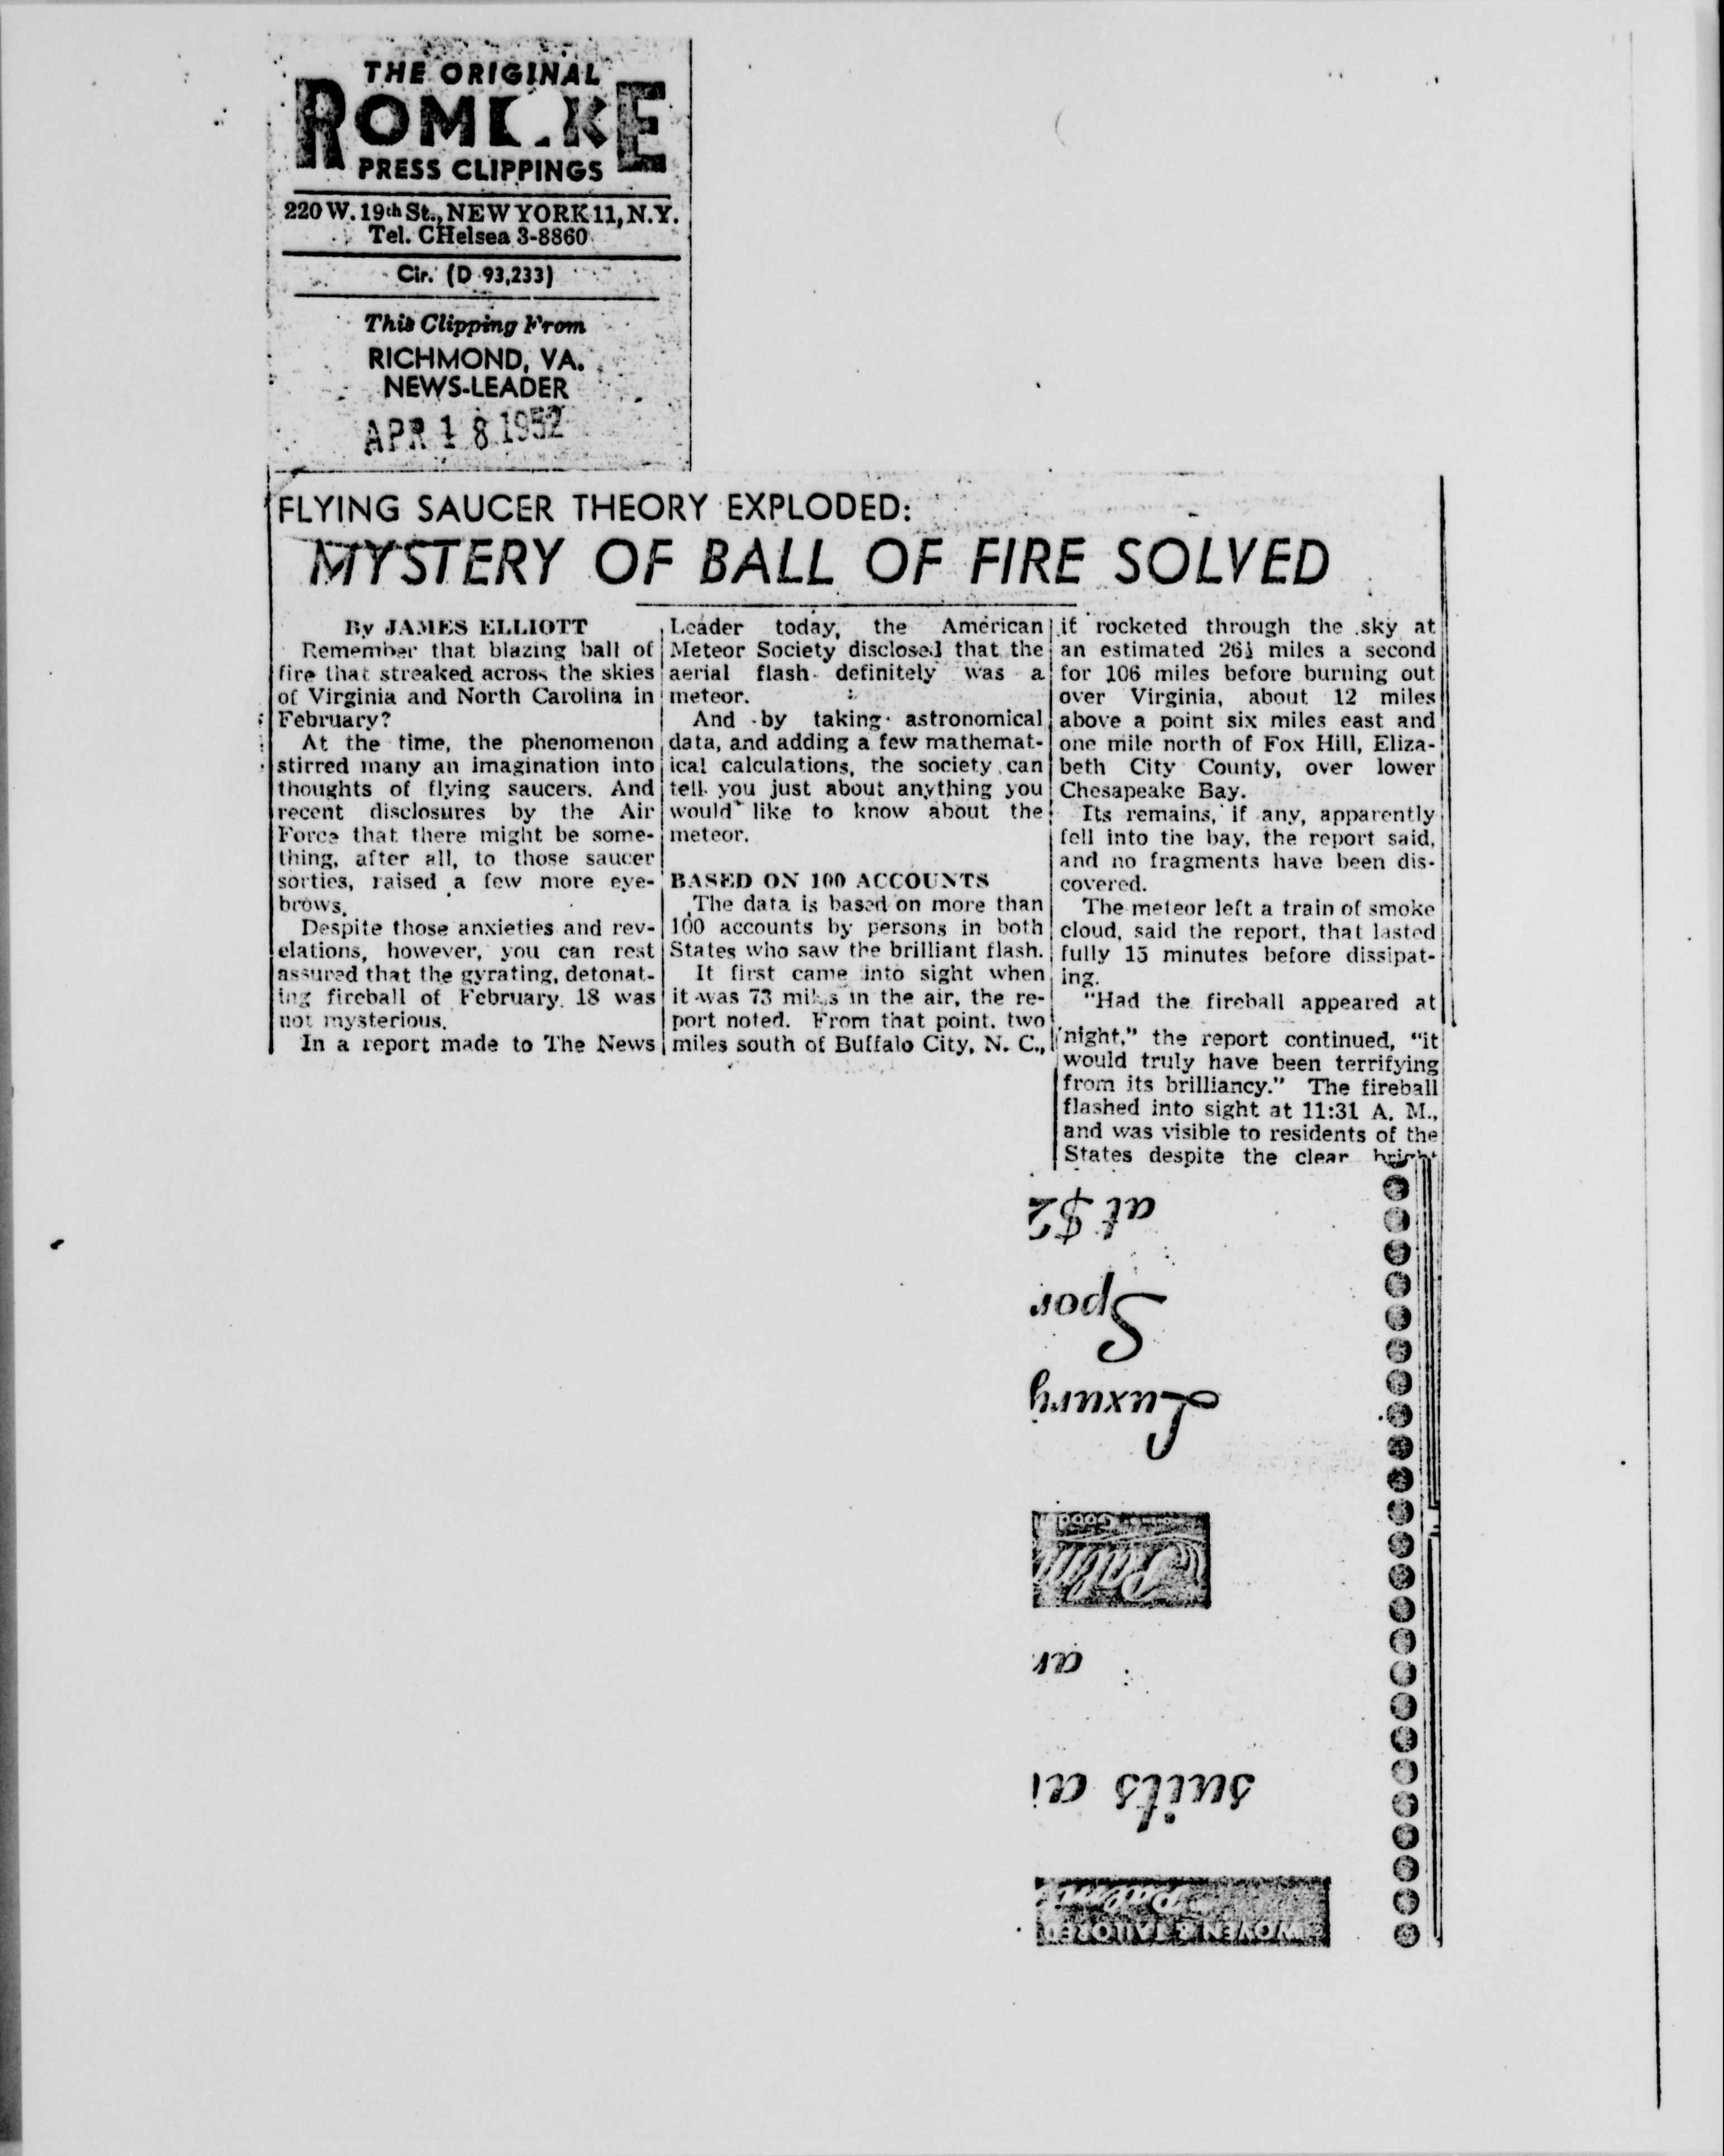 THE ORIGINAL
ROMEIKE
PRESS CLIPPINGS
220 W. 19th St., NEW YORK 11, N.Y.
Tel. CHelsea 3-8860
Cir. (D 93,233)
This Clipping From
RICHMOND, VA.
NEWS-LEADER
APR 18 1952
FLYING SAUCER THEORY EXPLODED:
MYSTERY OF BALL OF FIRE SOLVED
By JAMES ELLIOTT
Remember that blazing ball of
fire that streaked across the skies
of Virginia and North Carolina in
February?
At the time, the phenomenon
stirred many an imagination into
thoughts of flying saucers. And
recent disclosures by the Air
Force that there might be some-
thing, after all, to those saucer
sorties, raised a few more eye-
brows.
Despite those anxieties and rev-
elations, however, you can rest
assured that the gyrating, detonat-
ing fireball of February 18 was
not mysterious.
In a report made to The News
Leader today, the American
Meteor Society disclosed that the
aerial flash definitely was a
meteor.
And by taking astronomical
data, and adding a few mathemat-
ical calculations, the society can
tell you just about anything you
would like to know about the
meteor.
BASED ON 100 ACCOUNTS
The data is based on more than
100 accounts by persons in both
States who saw the brilliant flash.
It first came into sight when
it was 73 miles in the air, the re-
port noted. From that point, two
miles south of Buffalo City, N. C.,
it rocketed through the sky at
an estimated 26½ miles a second
for 106 miles before burning out
over Virginia, about 12 miles
above a point six miles east and
one mile north of Fox Hill, Eliza-
beth City County, over lower
Chesapeake Bay.
Its remains, if any, apparently
fell into the bay, the report said,
and no fragments have been dis-
covered.
The meteor left a train of smoke
cloud, said the report, that lasted
fully 15 minutes before dissipat-
ing.
"Had the fireball appeared at
night," the report continued, "it
would truly have been terrifying
from its brilliancy." The fireball
flashed into sight at 11:31 A. M.,
and was visible to residents of the
States despite the clear bright
at $2
Spor
Luxury
ar
suits ai
WOVEN & TAILORED